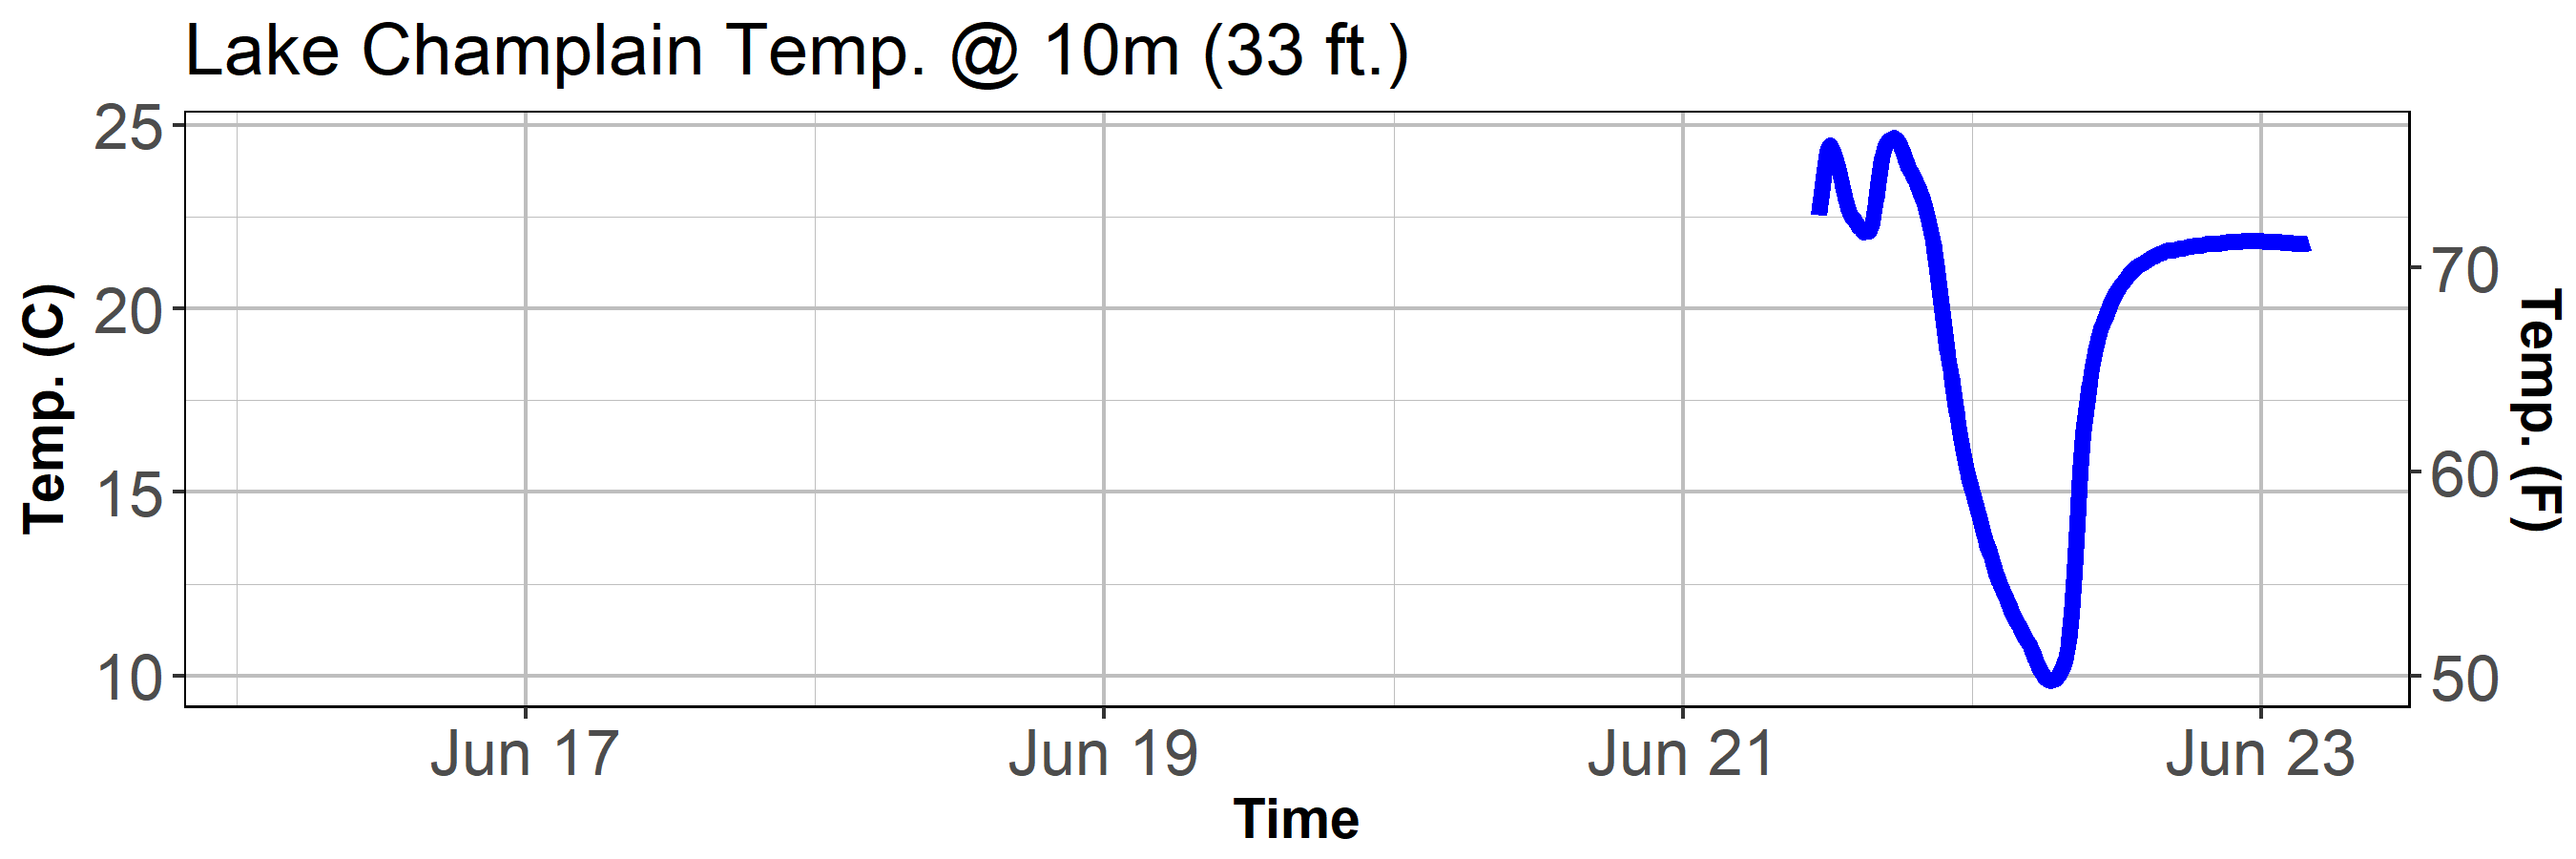 Lake Champlain Temp. @ 10m (33 ft.)
25
20
15
10
Temp. (C)
70
60
50
Temp. (F)
Jun 17 Jun 19 Jun 21 Jun 23
Time